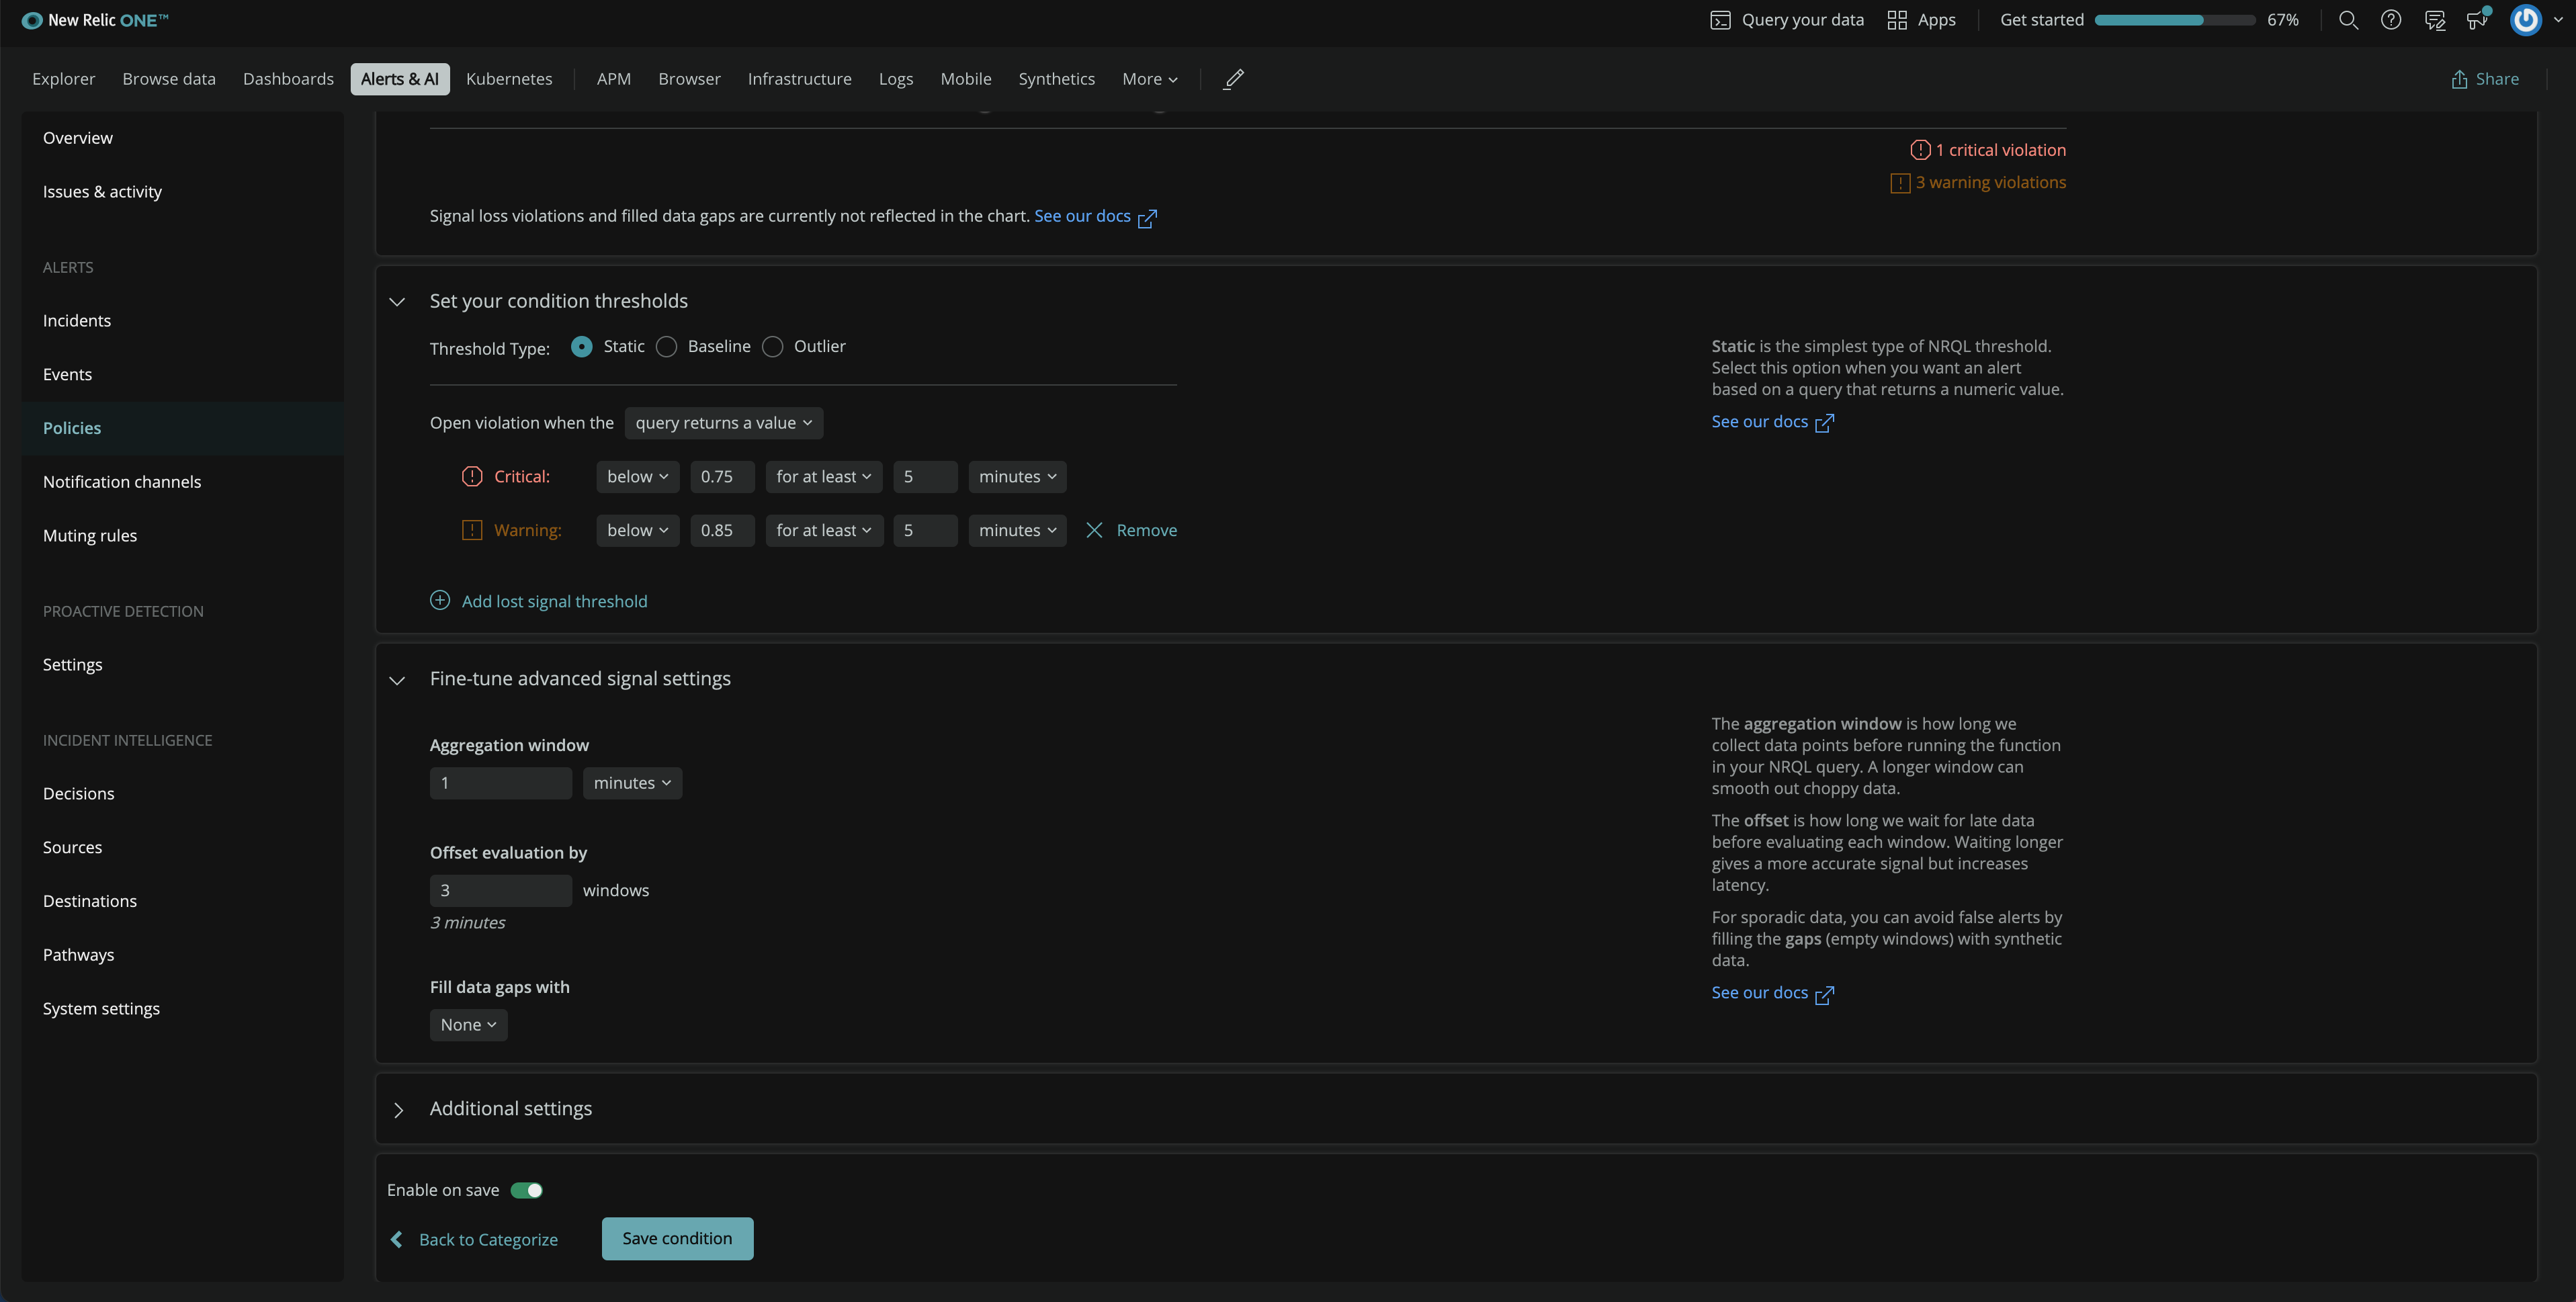 New Relic ONE™
Query your data
Apps
Get started
67%
Explorer
Browse data
Dashboards
Alerts & AI
Kubernetes
APM
Browser
Infrastructure
Logs
Mobile
Synthetics
More
Share
Overview
Issues & activity
ALERTS
Incidents
Events
Policies
Notification channels
Muting rules
PROACTIVE DETECTION
Settings
INCIDENT INTELLIGENCE
Decisions
Sources
Destinations
Pathways
System settings
1 critical violation
3 warning violations
Signal loss violations and filled data gaps are currently not reflected in the chart. See our docs
Set your condition thresholds
Threshold Type: Static Baseline Outlier
Open violation when the query returns a value
Critical: below 0.75 for at least 5 minutes
Warning: below 0.85 for at least 5 minutes Remove
Add lost signal threshold
Static is the simplest type of NRQL threshold.
Select this option when you want an alert
based on a query that returns a numeric value.
See our docs
Fine-tune advanced signal settings
Aggregation window
1 minutes
Offset evaluation by
3 windows
3 minutes
Fill data gaps with
None
The aggregation window is how long we
collect data points before running the function
in your NRQL query. A longer window can
smooth out choppy data.
The offset is how long we wait for late data
before evaluating each window. Waiting longer
gives a more accurate signal but increases
latency.
For sporadic data, you can avoid false alerts by
filling the gaps (empty windows) with synthetic
data.
See our docs
Additional settings
Enable on save
Back to Categorize
Save condition